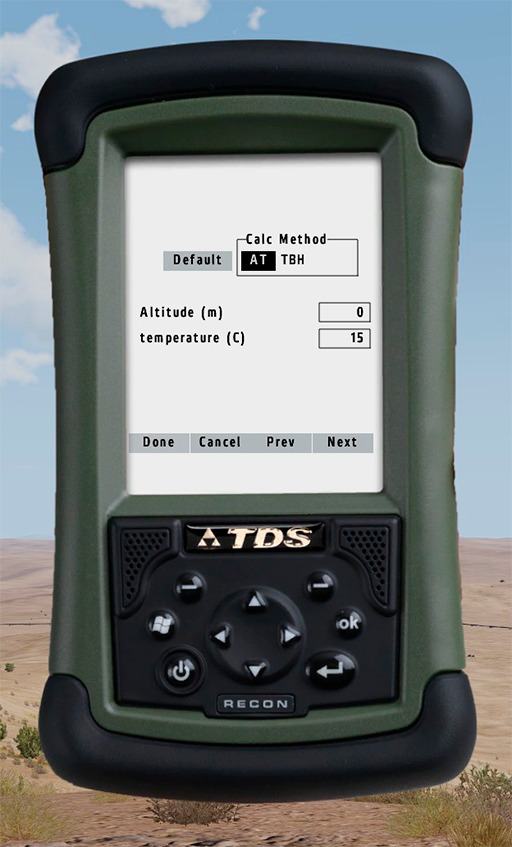 Calc Method
Default AT TBH
Altitude (m) 0
temperature (C) 15
Done Cancel Prev Next
TDS
ok
RECON